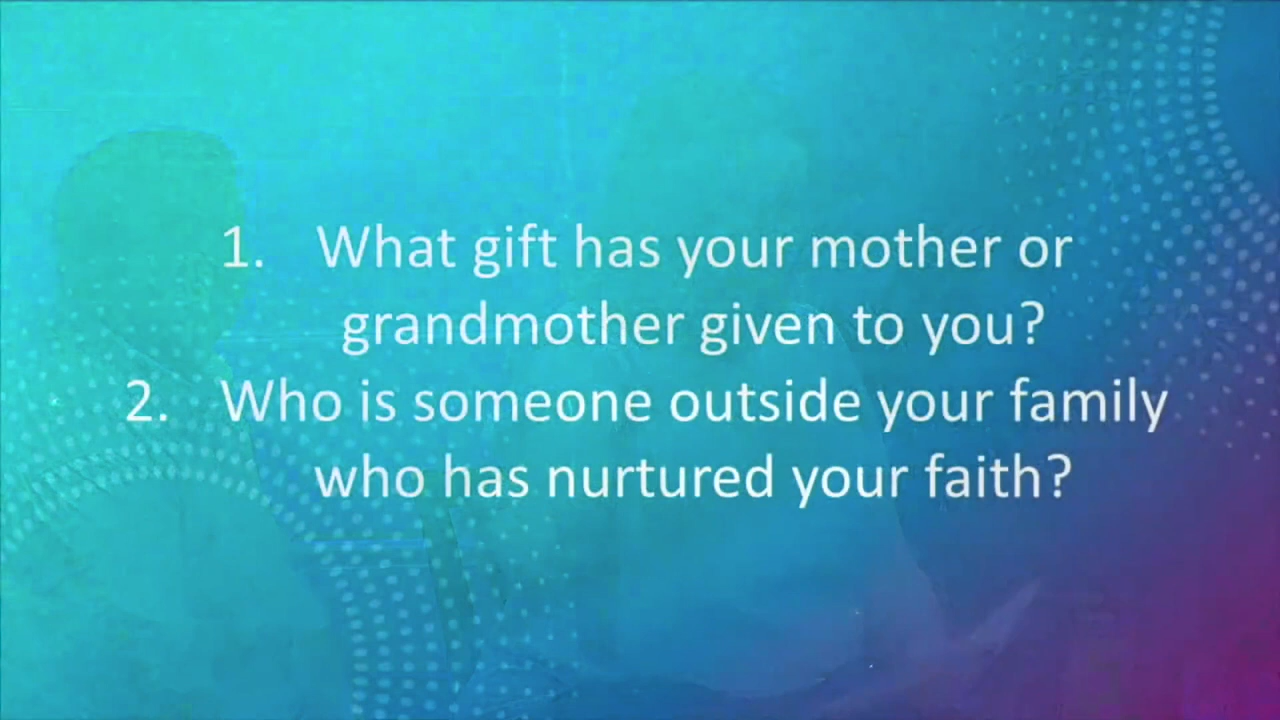 1. What gift has your mother or
grandmother given to you?
2. Who is someone outside your family
who has nurtured your faith?